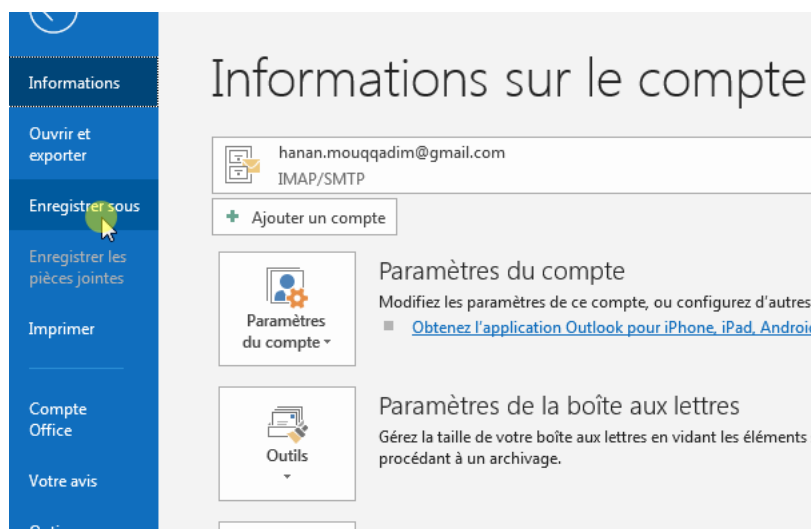 Informations
Ouvrir et
exporter
Enregistrer sous
Enregistrer les
pièces jointes
Imprimer
Compte
Office
Votre avis
Informations sur le compte
hanan.mouqqadim@gmail.com
IMAP/SMTP
Ajouter un compte
Paramètres
du compte
Paramètres du compte
Modifiez les paramètres de ce compte, ou configurez d'autres
Obtenez l'application Outlook pour iPhone, iPad, Android
Outils
Paramètres de la boîte aux lettres
Gérez la taille de votre boîte aux lettres en vidant les éléments
procédant à un archivage.